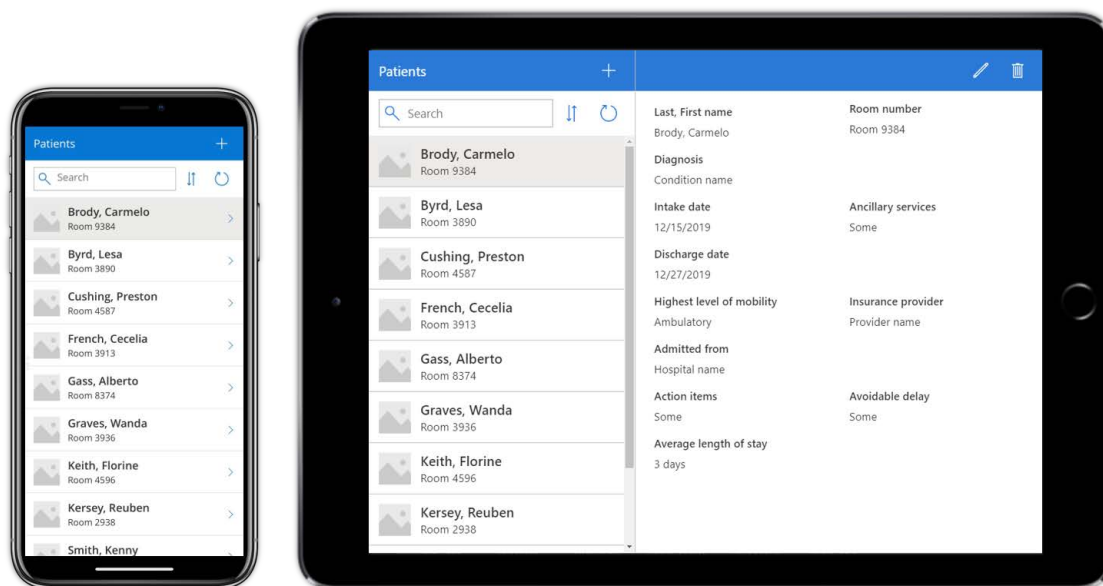 Patients
Search
Brody, Carmelo
Room 9384
Byrd, Lesa
Room 3890
Cushing, Preston
Room 4587
French, Cecelia
Room 3913
Gass, Alberto
Room 8374
Graves, Wanda
Room 3936
Keith, Florine
Room 4596
Kersey, Reuben
Room 2938
Smith, Kenny
Patients
Search
Brody, Carmelo
Room 9384
Byrd, Lesa
Room 3890
Cushing, Preston
Room 4587
French, Cecelia
Room 3913
Gass, Alberto
Room 8374
Graves, Wanda
Room 3936
Keith, Florine
Room 4596
Kersey, Reuben
Room 2938
Last, First name
Brody, Carmelo
Room number
Room 9384
Diagnosis
Condition name
Intake date
12/15/2019
Ancillary services
Some
Discharge date
12/27/2019
Highest level of mobility
Ambulatory
Insurance provider
Provider name
Admitted from
Hospital name
Action items
Some
Avoidable delay
Some
Average length of stay
3 days